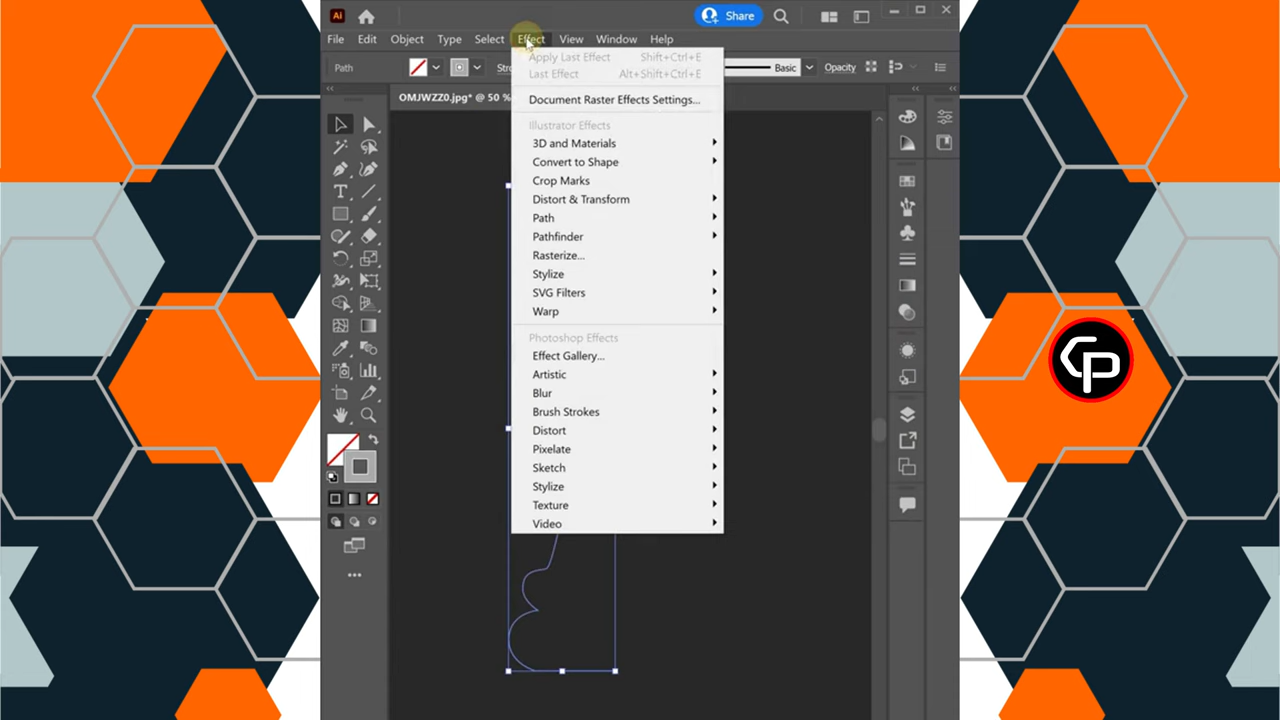 Ai
Share
File Edit Object Type Select Effect View Window Help
Path
Basic
Opacity
OMJWZZ0.jpg* @ 50 %
Apply Last Effect Shift+Ctrl+E
Last Effect Alt+Shift+Ctrl+E
Document Raster Effects Settings...
Illustrator Effects
3D and Materials
Convert to Shape
Crop Marks
Distort & Transform
Path
Pathfinder
Rasterize...
Stylize
SVG Filters
Warp
Photoshop Effects
Effect Gallery...
Artistic
Blur
Brush Strokes
Distort
Pixelate
Sketch
Stylize
Texture
Video
CP